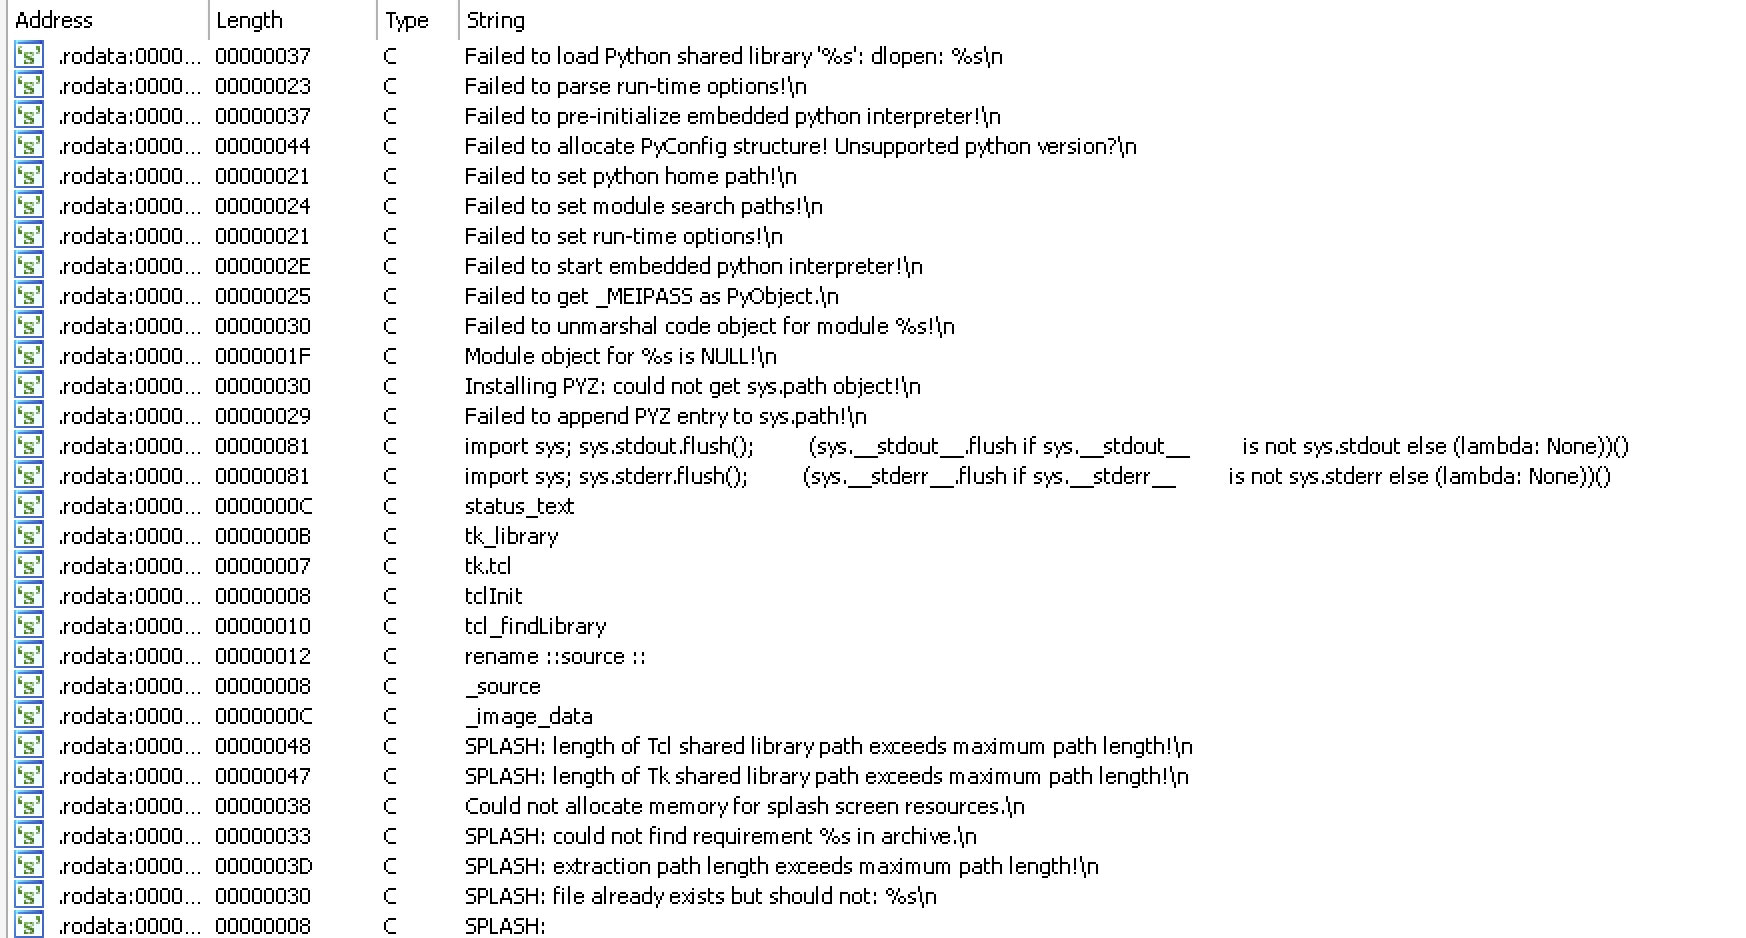 Address Length Type String
's' .rodata:0000... 00000037 C Failed to load Python shared library '%s': dlopen: %s\n
's' .rodata:0000... 00000023 C Failed to parse run-time options!\n
's' .rodata:0000... 00000037 C Failed to pre-initialize embedded python interpreter!\n
's' .rodata:0000... 00000044 C Failed to allocate PyConfig structure! Unsupported python version?\n
's' .rodata:0000... 00000021 C Failed to set python home path!\n
's' .rodata:0000... 00000024 C Failed to set module search paths!\n
's' .rodata:0000... 00000021 C Failed to set run-time options!\n
's' .rodata:0000... 0000002E C Failed to start embedded python interpreter!\n
's' .rodata:0000... 00000025 C Failed to get _MEIPASS as PyObject.\n
's' .rodata:0000... 00000030 C Failed to unmarshal code object for module %s!\n
's' .rodata:0000... 0000001F C Module object for %s is NULL!\n
's' .rodata:0000... 00000030 C Installing PYZ: could not get sys.path object!\n
's' .rodata:0000... 00000029 C Failed to append PYZ entry to sys.path!\n
's' .rodata:0000... 00000081 C import sys; sys.stdout.flush(); (sys.__stdout__.flush if sys.__stdout__ is not sys.stdout else (lambda: None))()
's' .rodata:0000... 00000081 C import sys; sys.stderr.flush(); (sys.__stderr__.flush if sys.__stderr__ is not sys.stderr else (lambda: None))()
's' .rodata:0000... 0000000C C status_text
's' .rodata:0000... 0000000B C tk_library
's' .rodata:0000... 00000007 C tk.tcl
's' .rodata:0000... 00000008 C tclInit
's' .rodata:0000... 00000010 C tcl_findLibrary
's' .rodata:0000... 00000012 C rename ::source ::
's' .rodata:0000... 00000008 C _source
's' .rodata:0000... 0000000C C _image_data
's' .rodata:0000... 00000048 C SPLASH: length of Tcl shared library path exceeds maximum path length!\n
's' .rodata:0000... 00000047 C SPLASH: length of Tk shared library path exceeds maximum path length!\n
's' .rodata:0000... 00000038 C Could not allocate memory for splash screen resources.\n
's' .rodata:0000... 00000033 C SPLASH: could not find requirement %s in archive.\n
's' .rodata:0000... 0000003D C SPLASH: extraction path length exceeds maximum path length!\n
's' .rodata:0000... 00000030 C SPLASH: file already exists but should not: %s\n
's' .rodata:0000... 00000008 C SPLASH: